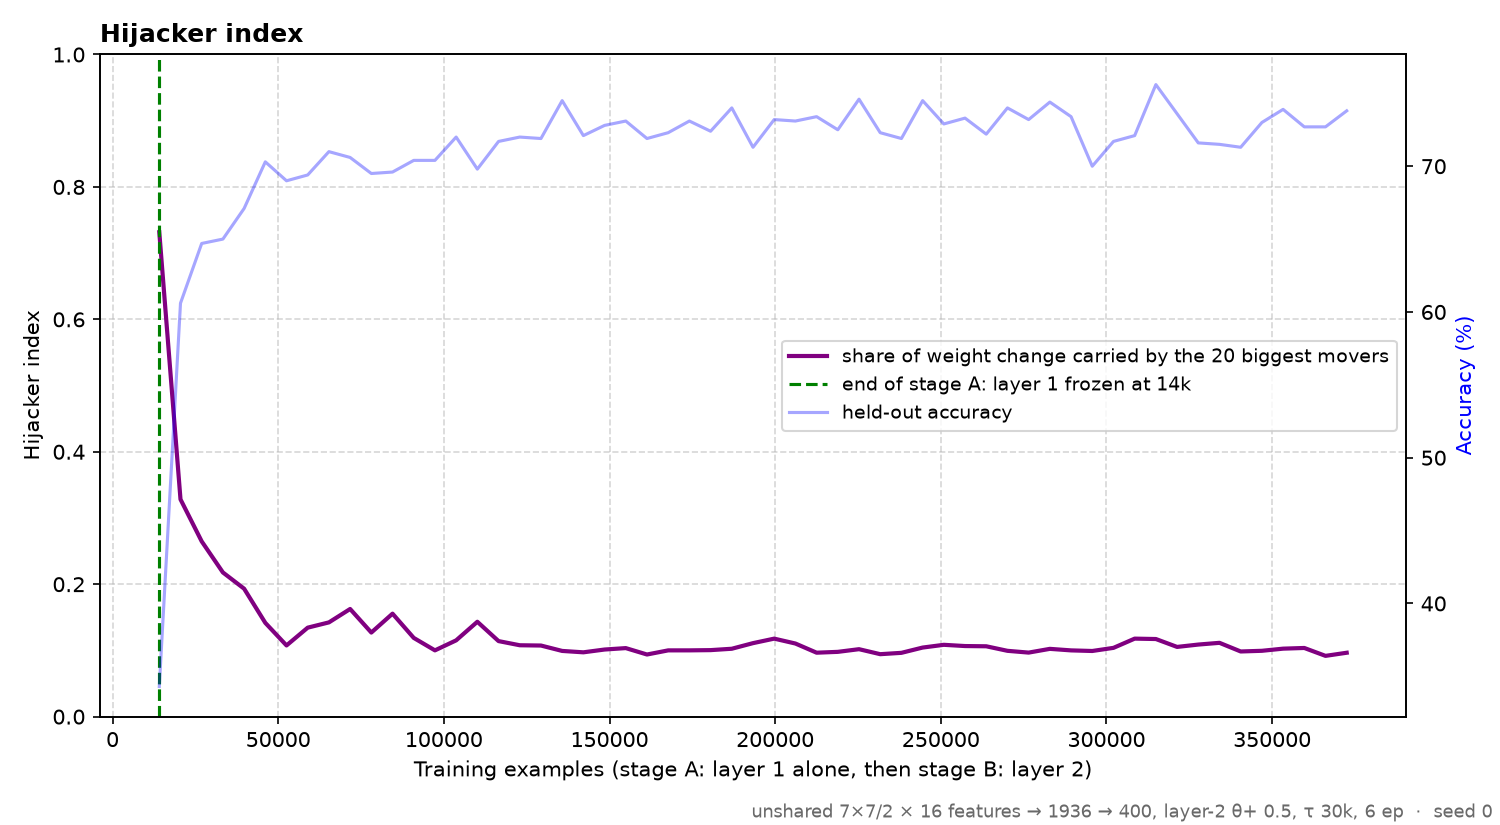 Hijacker index
1.0
0.8
0.6
0.4
0.2
0.0
Hijacker index
70
60
50
40
Accuracy (%)
share of weight change carried by the 20 biggest movers
end of stage A: layer 1 frozen at 14k
held-out accuracy
0 50000 100000 150000 200000 250000 300000 350000
Training examples (stage A: layer 1 alone, then stage B: layer 2)
unshared 7×7/2 × 16 features → 1936 → 400, layer-2 θ+ 0.5, τ 30k, 6 ep · seed 0